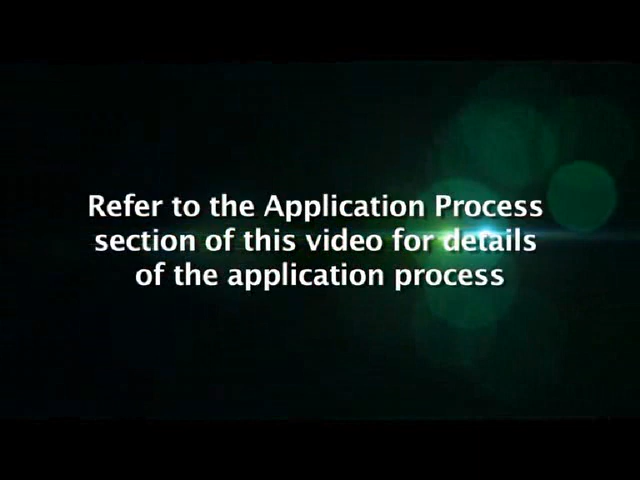 Refer to the Application Process
section of this video for details
of the application process